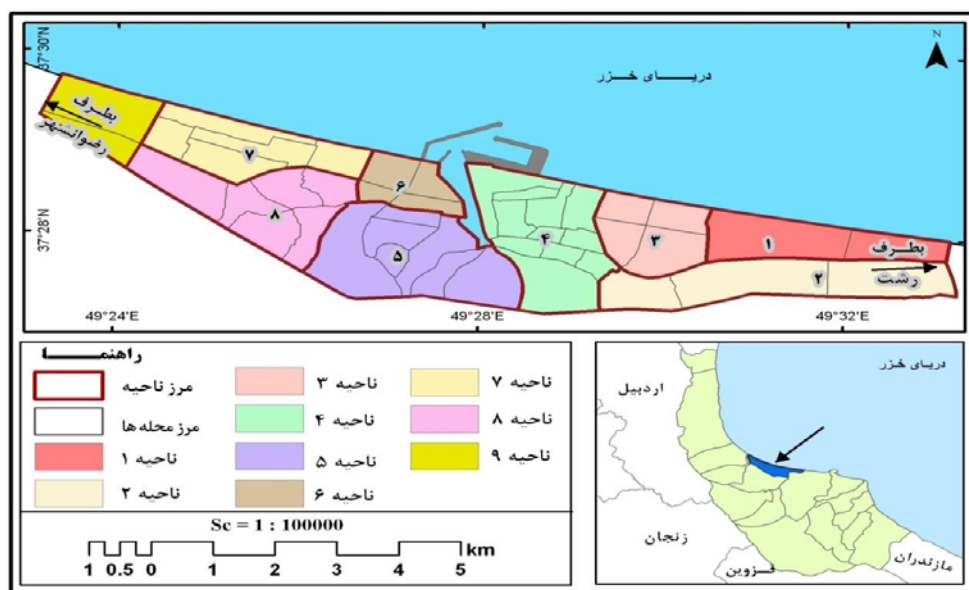 37°30'N
37°28'N
N
دریــــای خــزر
بطرف
رضوانشهر
۷
۶
۸
۵
۴
۳
۱
۲
بطرف
رشت
49°24'E
49°28'E
49°32'E
راهنمــــــا
مرز ناحیه
مرز محله ها
ناحیه ۱
ناحیه ۲
ناحیه ۳
ناحیه ۴
ناحیه ۵
ناحیه ۶
ناحیه ۷
ناحیه ۸
ناحیه ۹
Sc = 1 : 100000
1 0.5 0 1 2 3 4 5
km
دریای خزر
اردبیل
زنجان
قزوین
مازندران